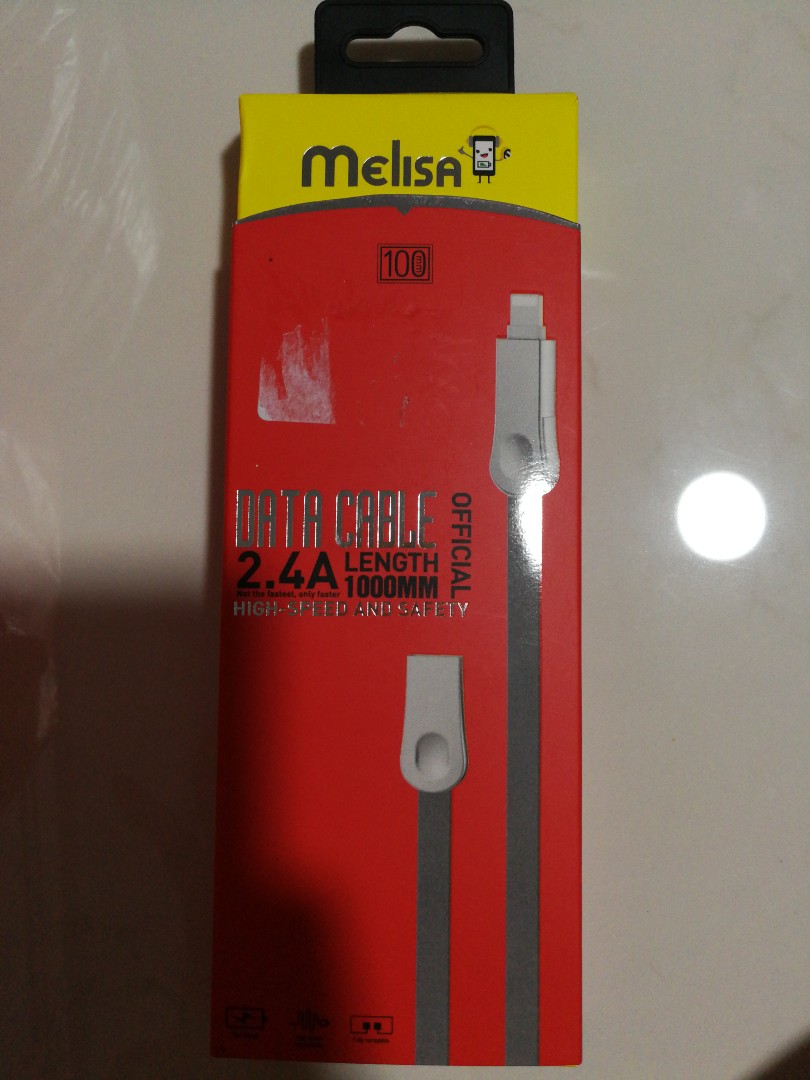 melisa
100
DATA CABLE
OFFICIAL
2.4A
LENGTH
1000MM
Not the fastest, only faster
HIGH-SPEED AND SAFETY